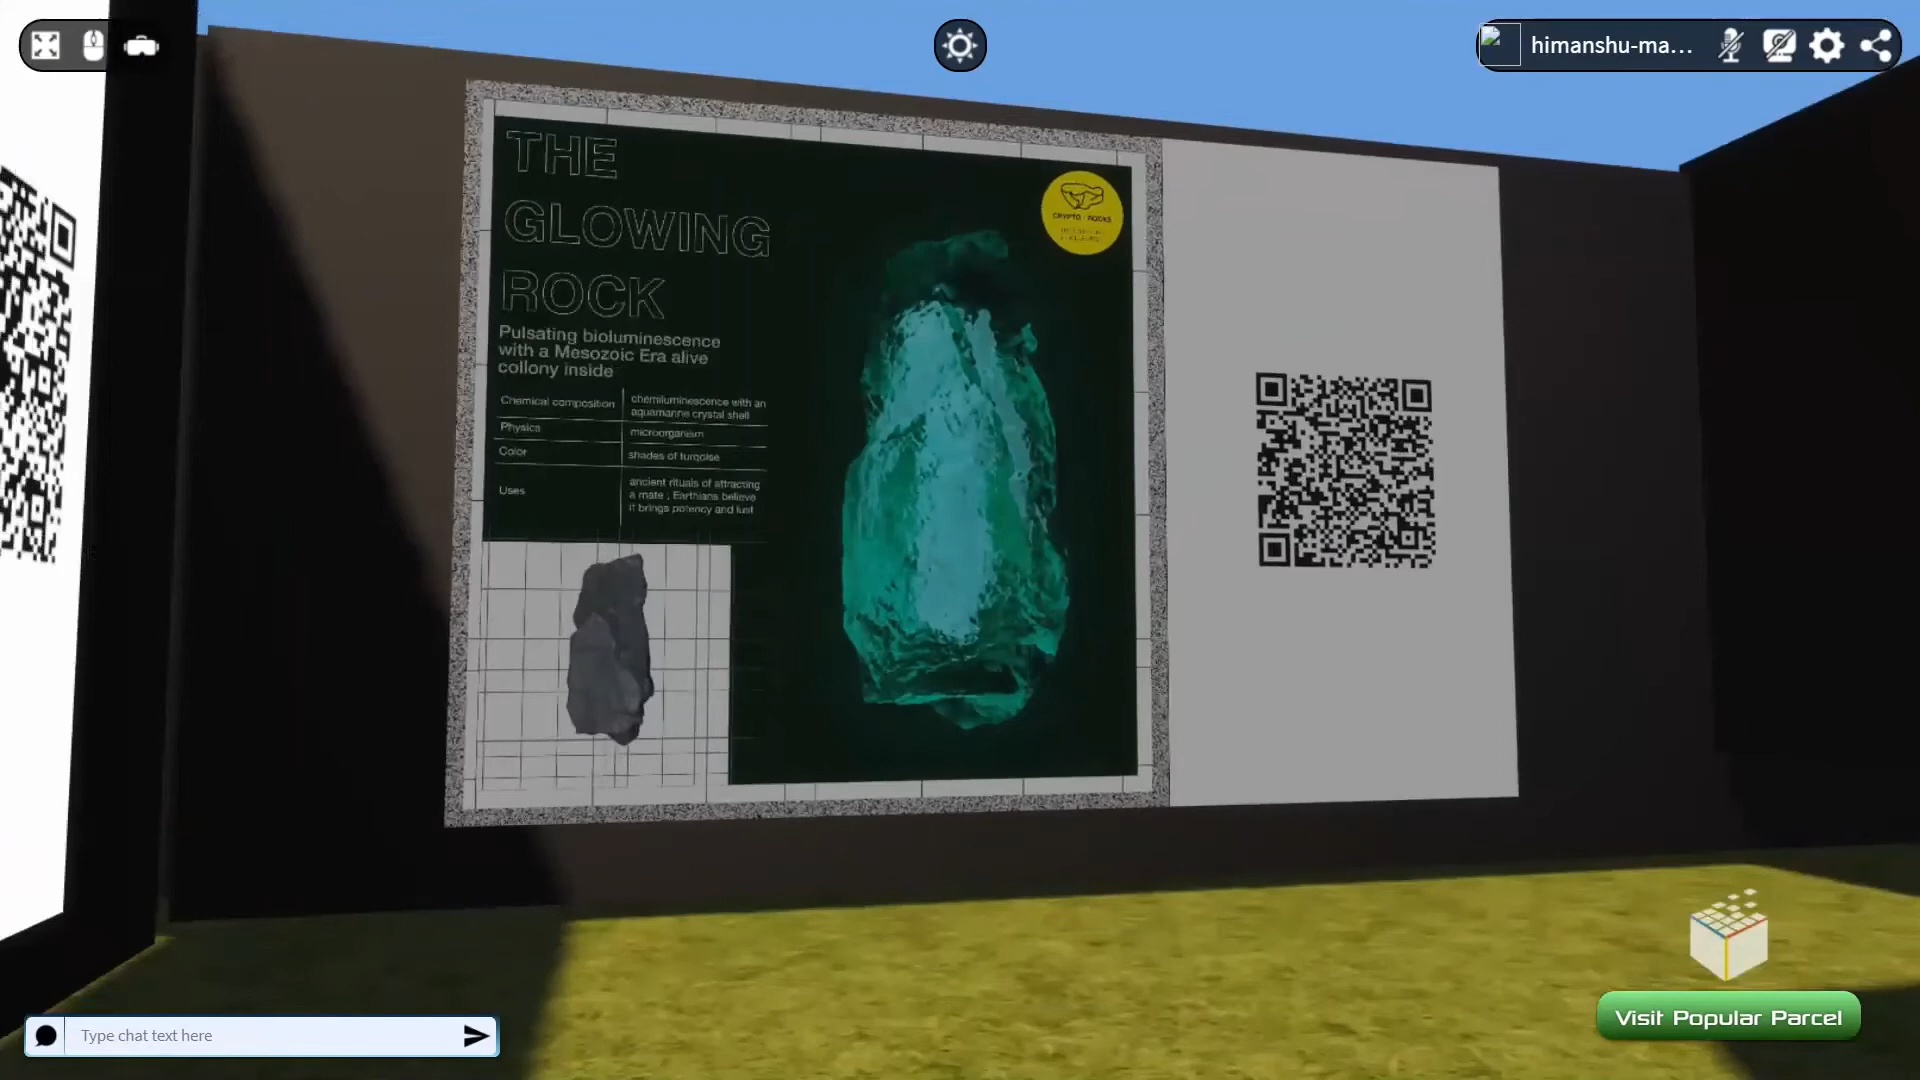 himanshu-ma...
THE
GLOWING
ROCK
Pulsating bioluminescence
with a Mesozoic Era alive
collony inside
Chemical composition
chemiluminescence with an
aquamarine crystal shell
Physics
microorganism
Color
shades of turqoise
Uses
ancient rituals of attracting
a mate , Earthians believe
it brings potency and lust
CRYPTO ROCKS
Type chat text here
Visit Popular Parcel